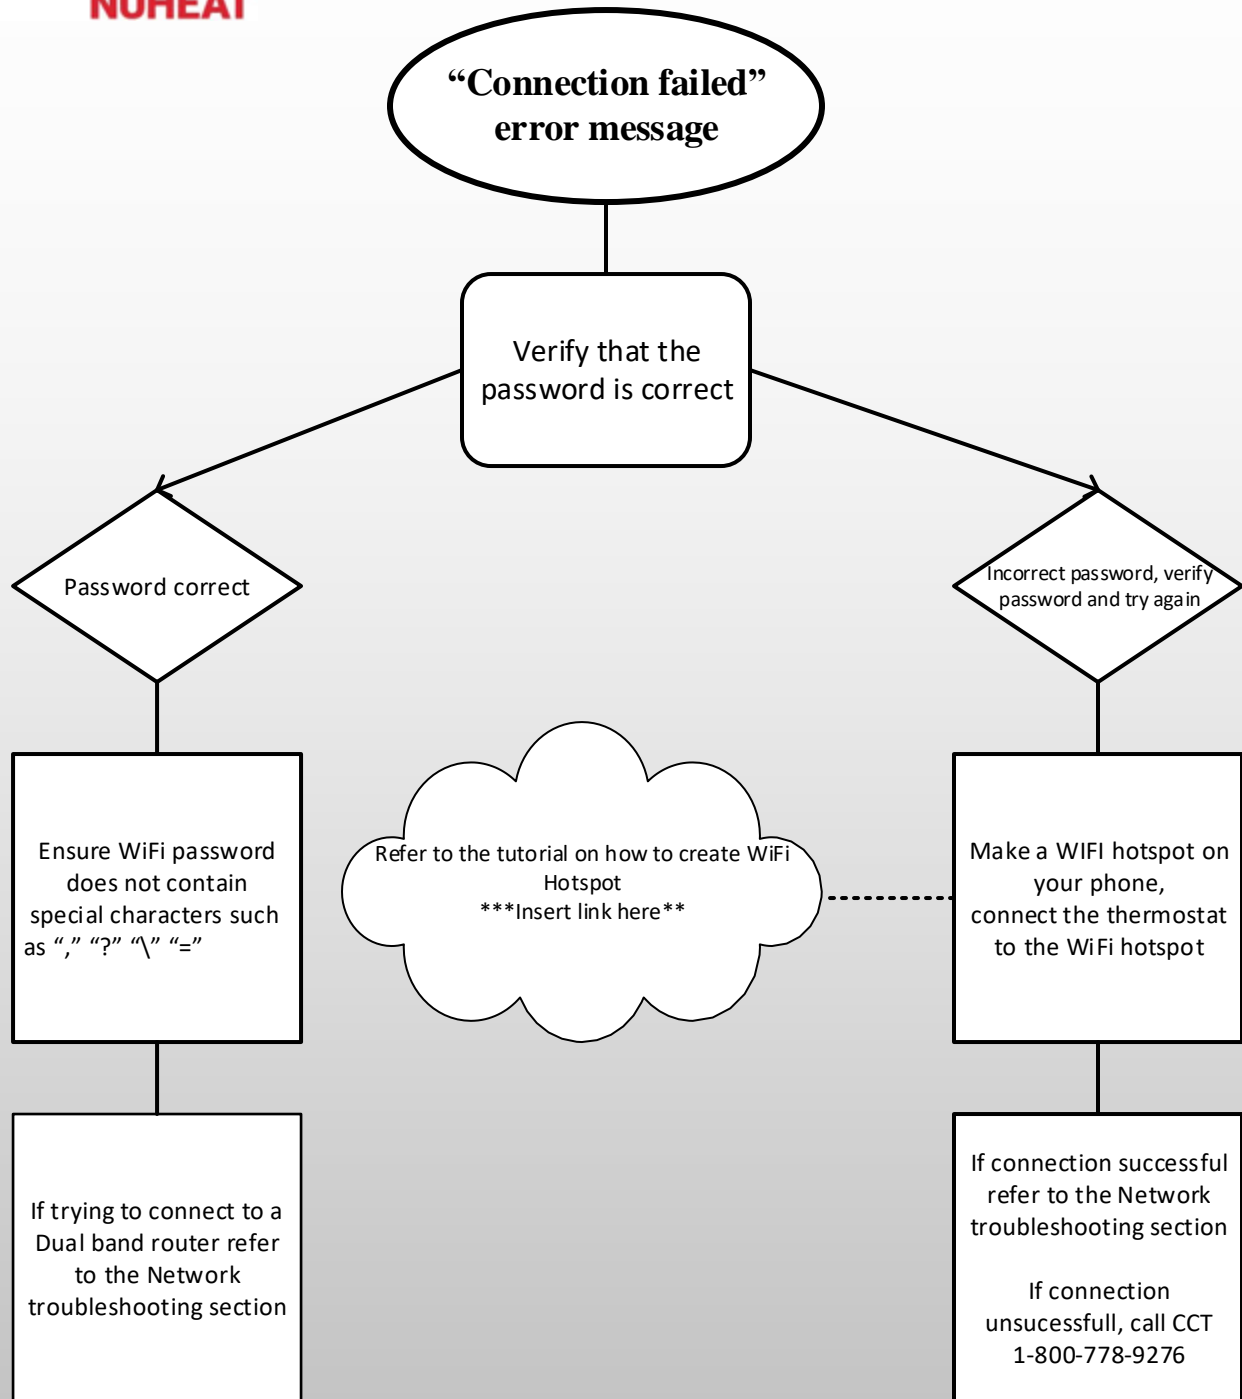 NUHEAT
“Connection failed”
error message
Verify that the
password is correct
Password correct
Incorrect password, verify
password and try again
Ensure WiFi password
does not contain
special characters such
as “,” “?” “\” “=”
Refer to the tutorial on how to create WiFi
Hotspot
***Insert link here**
Make a WIFI hotspot on
your phone,
connect the thermostat
to the WiFi hotspot
If trying to connect to a
Dual band router refer
to the Network
troubleshooting section
If connection successful
refer to the Network
troubleshooting section
If connection
unsucessfull, call CCT
1-800-778-9276